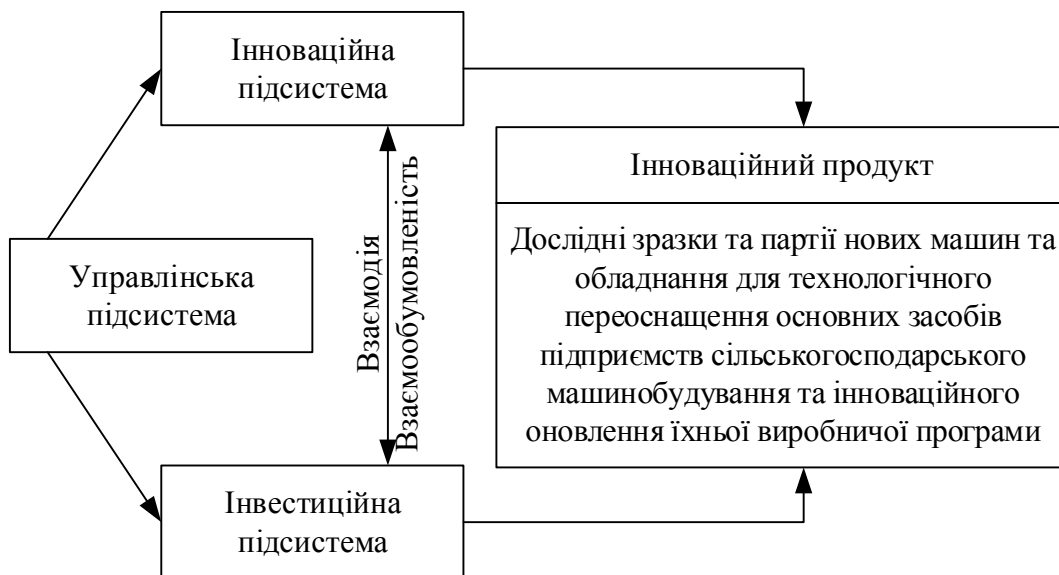 Інноваційна
підсистема
Управлінська
підсистема
Взаємодія
Взаємообумовленість
Інвестиційна
підсистема
Інноваційний продукт
Дослідні зразки та партії нових машин та
обладнання для технологічного
переоснащення основних засобів
підприємств сільськогосподарського
машинобудування та інноваційного
оновлення їхньої виробничої програми